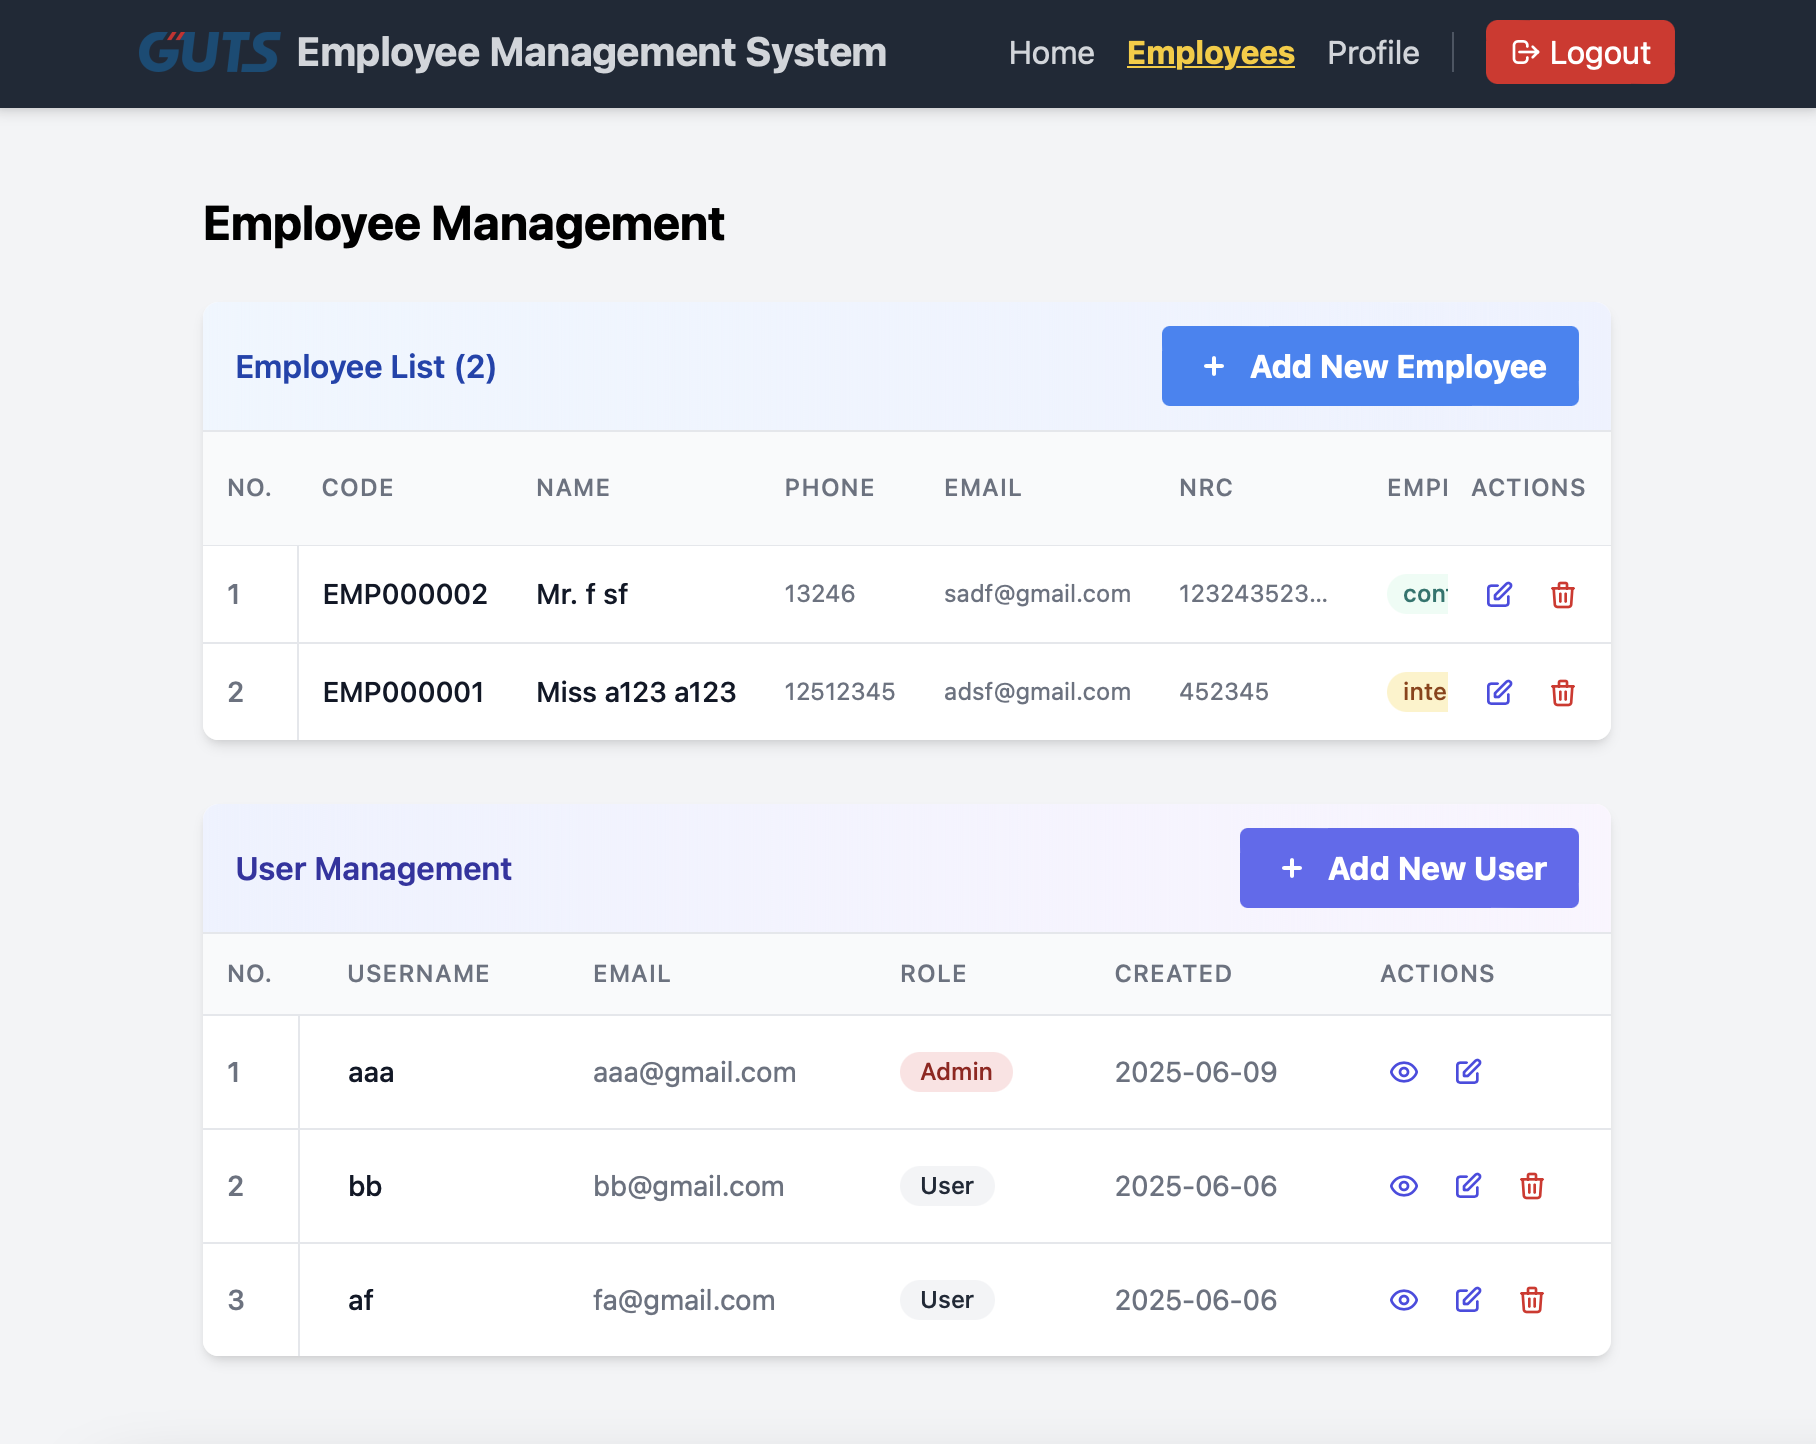 GUTS Employee Management System Home Employees Profile Logout
Employee Management
Employee List (2) + Add New Employee
NO. CODE NAME PHONE EMAIL NRC EMPI ACTIONS
1 EMP000002 Mr. f sf 13246 sadf@gmail.com 123243523... con
2 EMP000001 Miss a123 a123 12512345 adsf@gmail.com 452345 inte
User Management + Add New User
NO. USERNAME EMAIL ROLE CREATED ACTIONS
1 aaa aaa@gmail.com Admin 2025-06-09
2 bb bb@gmail.com User 2025-06-06
3 af fa@gmail.com User 2025-06-06